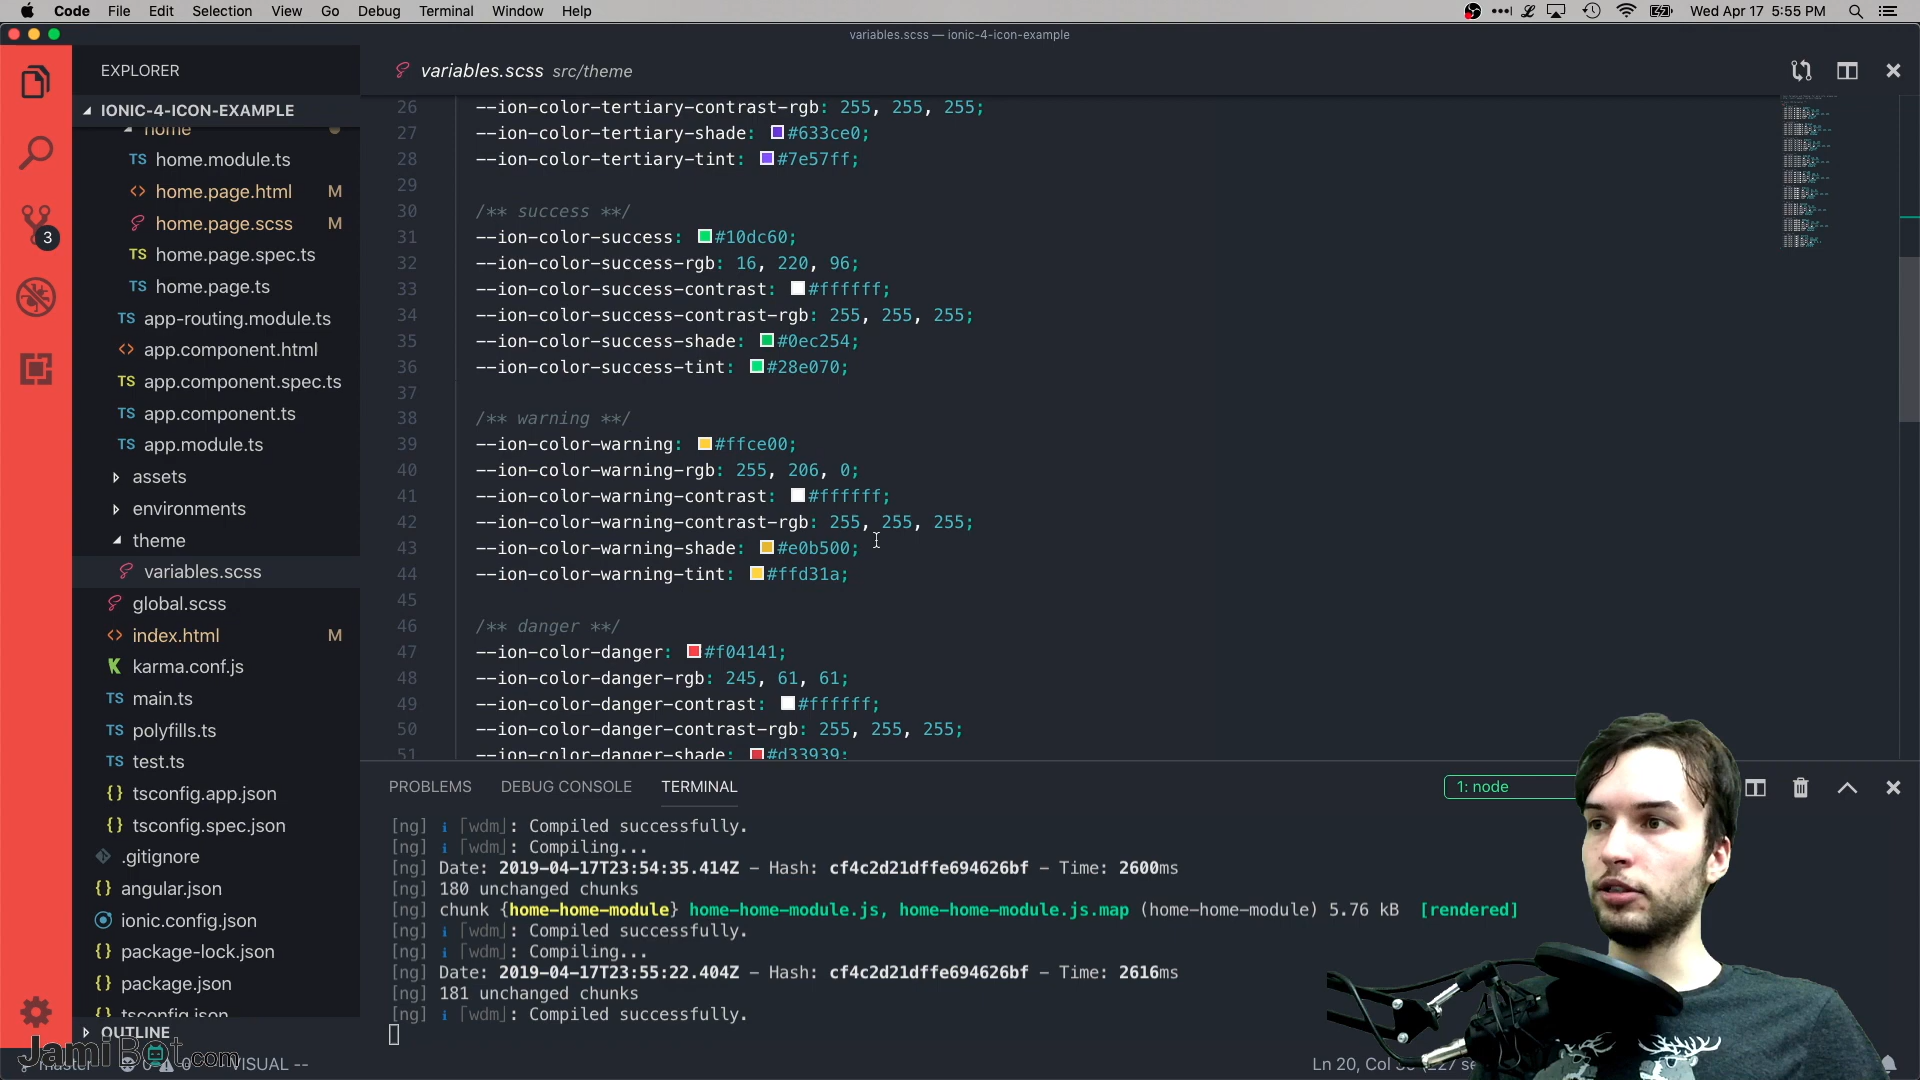 Code File Edit Selection View Go Debug Terminal Window Help
Wed Apr 17 5:55 PM
variables.scss — ionic-4-icon-example
EXPLORER
IONIC-4-ICON-EXAMPLE
home
TS home.module.ts
<> home.page.html M
home.page.scss M
TS home.page.spec.ts
TS home.page.ts
TS app-routing.module.ts
<> app.component.html
TS app.component.spec.ts
TS app.component.ts
TS app.module.ts
assets
environments
theme
variables.scss
global.scss
<> index.html M
karma.conf.js
TS main.ts
TS polyfills.ts
TS test.ts
{} tsconfig.app.json
{} tsconfig.spec.json
.gitignore
{} angular.json
ionic.config.json
{} package-lock.json
{} package.json
{} tsconfig.json
OUTLINE
3
variables.scss src/theme
26 --ion-color-tertiary-contrast-rgb: 255, 255, 255;
27 --ion-color-tertiary-shade: #633ce0;
28 --ion-color-tertiary-tint: #7e57ff;
29
30 /** success **/
31 --ion-color-success: #10dc60;
32 --ion-color-success-rgb: 16, 220, 96;
33 --ion-color-success-contrast: #ffffff;
34 --ion-color-success-contrast-rgb: 255, 255, 255;
35 --ion-color-success-shade: #0ec254;
36 --ion-color-success-tint: #28e070;
37
38 /** warning **/
39 --ion-color-warning: #ffce00;
40 --ion-color-warning-rgb: 255, 206, 0;
41 --ion-color-warning-contrast: #ffffff;
42 --ion-color-warning-contrast-rgb: 255, 255, 255;
43 --ion-color-warning-shade: #e0b500;
44 --ion-color-warning-tint: #ffd31a;
45
46 /** danger **/
47 --ion-color-danger: #f04141;
48 --ion-color-danger-rgb: 245, 61, 61;
49 --ion-color-danger-contrast: #ffffff;
50 --ion-color-danger-contrast-rgb: 255, 255, 255;
51 --ion-color-danger-shade: #d33939;
PROBLEMS DEBUG CONSOLE TERMINAL 1: node
[ng] i ｢wdm｣: Compiled successfully.
[ng] i ｢wdm｣: Compiling...
[ng] Date: 2019-04-17T23:54:35.414Z - Hash: cf4c2d21dffe694626bf - Time: 2600ms
[ng] 180 unchanged chunks
[ng] chunk {home-home-module} home-home-module.js, home-home-module.js.map (home-home-module) 5.76 kB [rendered]
[ng] i ｢wdm｣: Compiled successfully.
[ng] i ｢wdm｣: Compiling...
[ng] Date: 2019-04-17T23:55:22.404Z - Hash: cf4c2d21dffe694626bf - Time: 2616ms
[ng] 181 unchanged chunks
[ng] i ｢wdm｣: Compiled successfully.
JamiBot.com
master 0 0 VISUAL --
Ln 20, Col